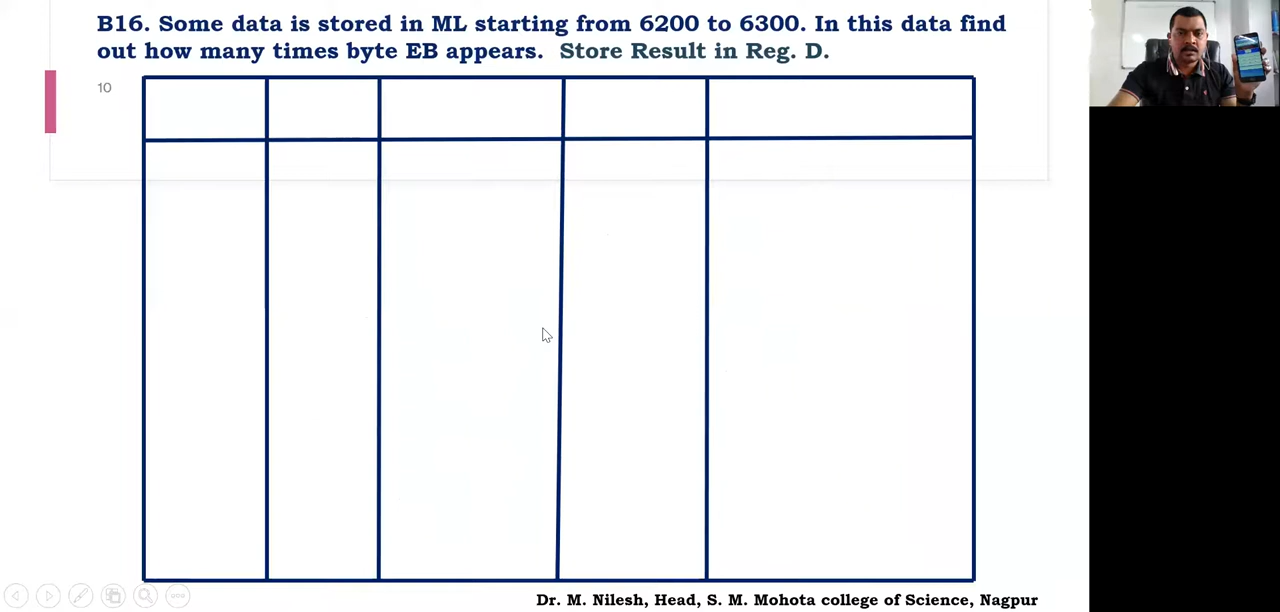 B16. Some data is stored in ML starting from 6200 to 6300. In this data find
out how many times byte EB appears. Store Result in Reg. D.
10
Dr. M. Nilesh, Head, S. M. Mohota college of Science, Nagpur